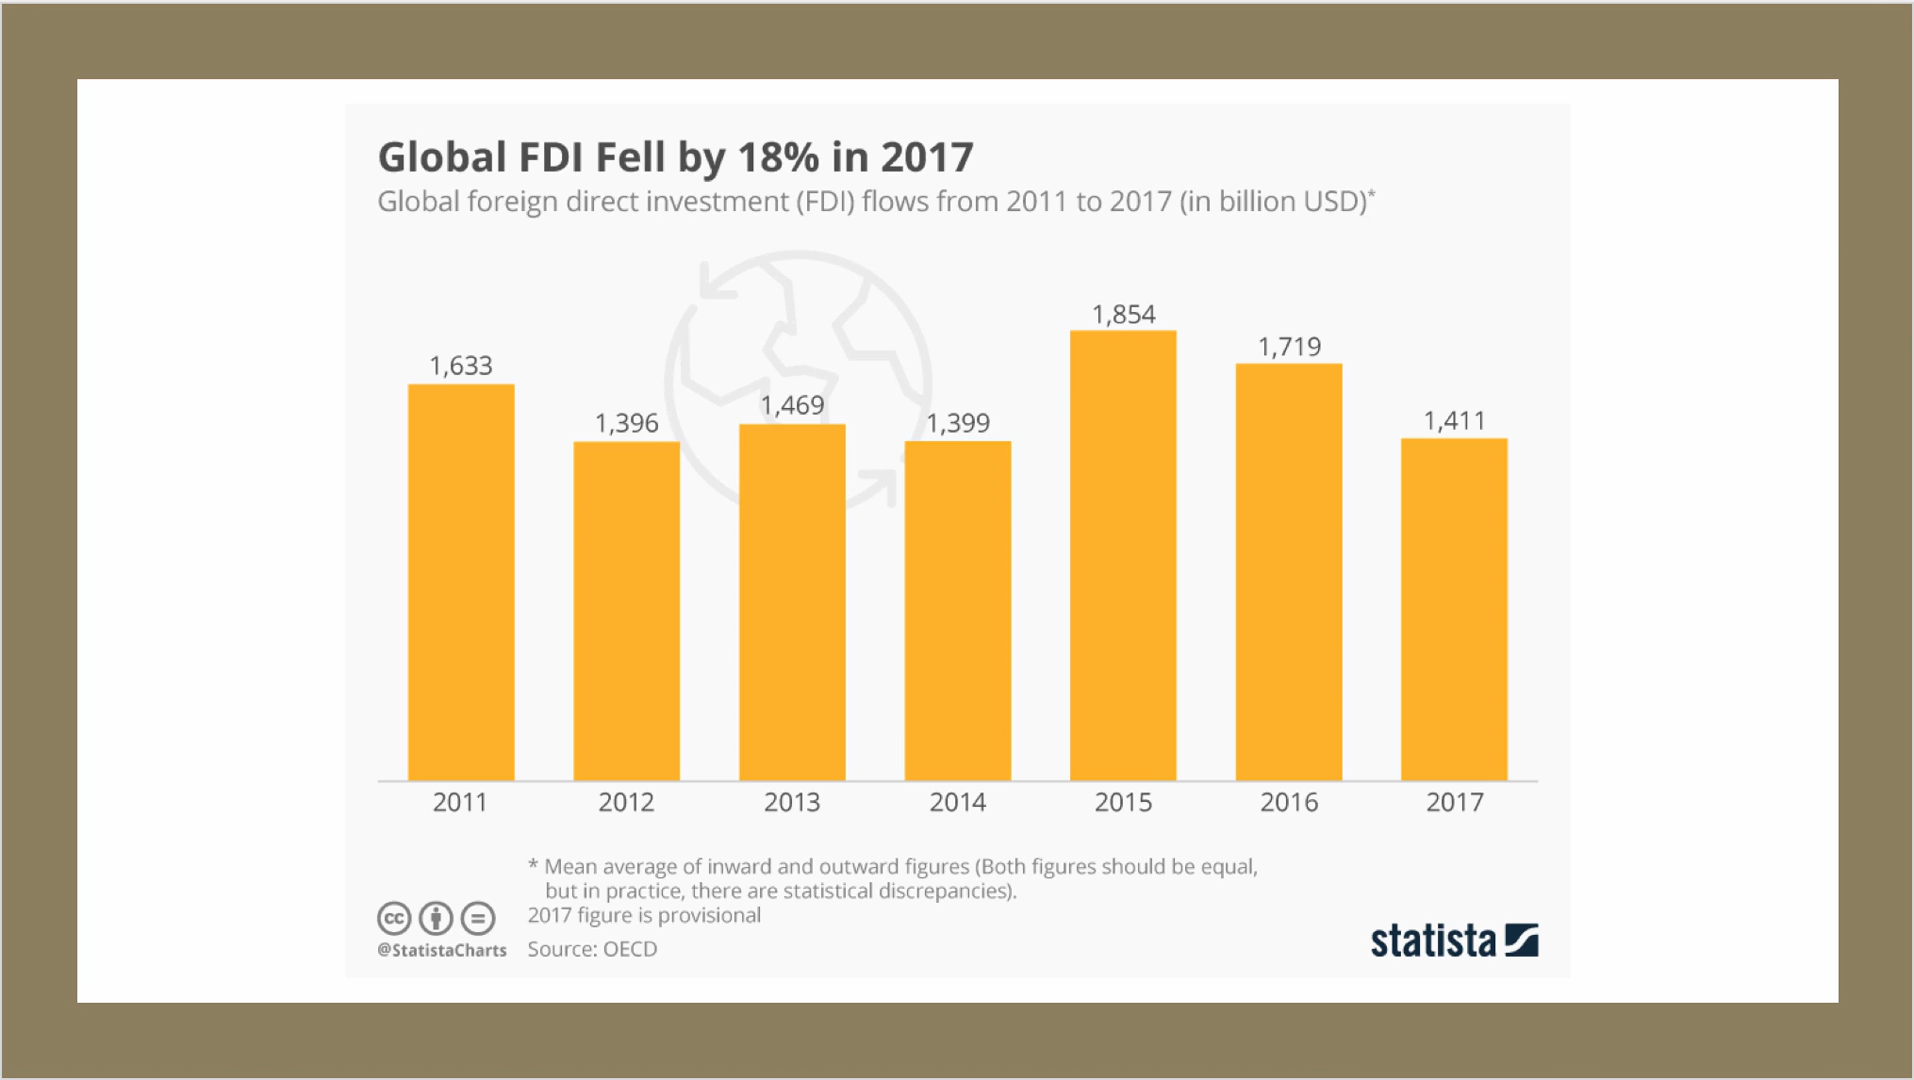 Global FDI Fell by 18% in 2017
Global foreign direct investment (FDI) flows from 2011 to 2017 (in billion USD)*
1,633
1,396
1,469
1,399
1,854
1,719
1,411
2011
2012
2013
2014
2015
2016
2017
* Mean average of inward and outward figures (Both figures should be equal,
but in practice, there are statistical discrepancies).
2017 figure is provisional
cc
@StatistaCharts
Source: OECD
statista